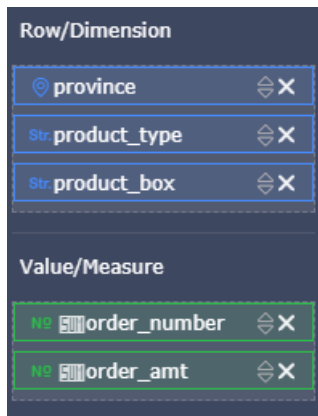 Row/Dimension
province
Str. product_type
Str. product_box
Value/Measure
Nº SUM order_number
Nº SUM order_amt